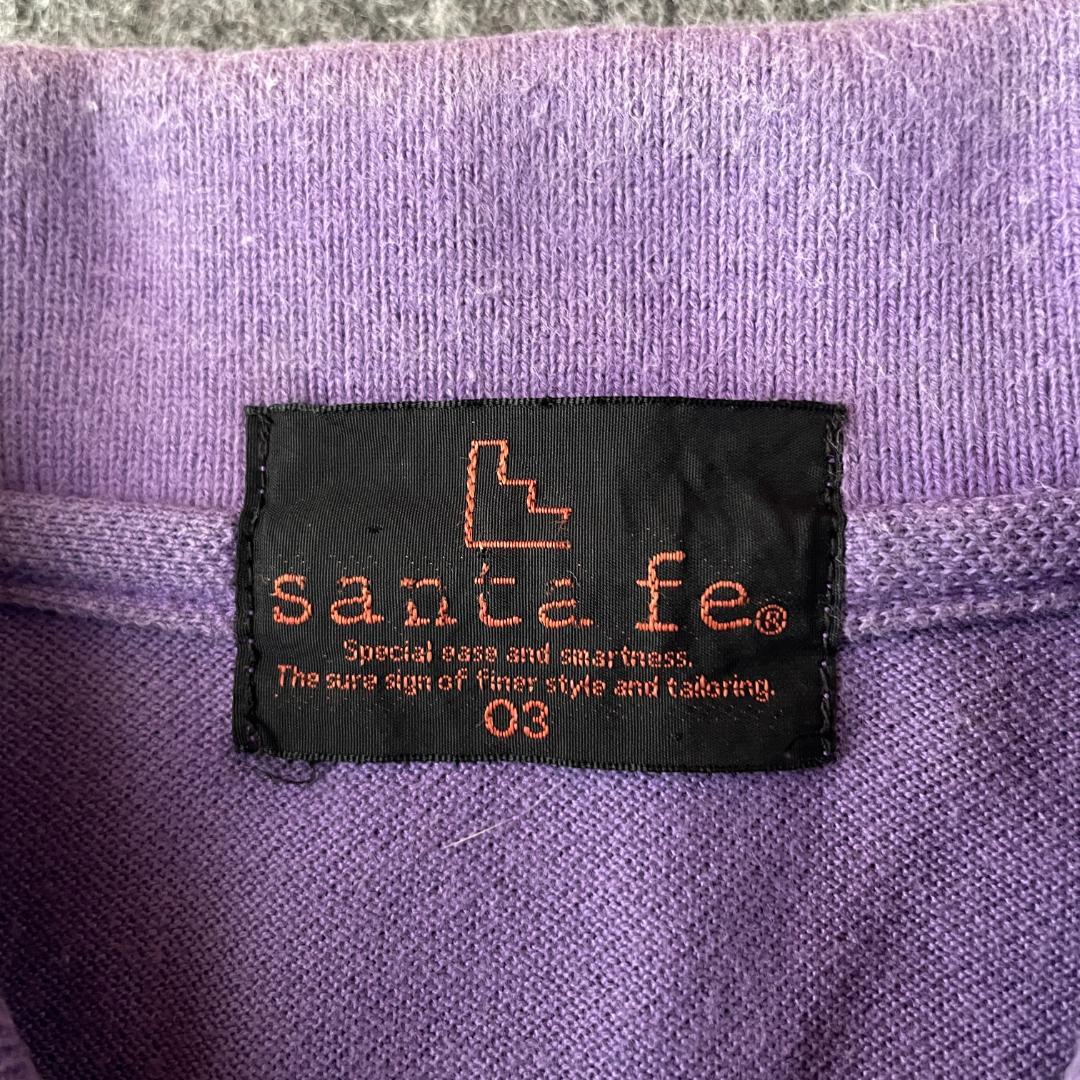 santa fe®
Special ease and smartness.
The sure sign of finer style and tailoring.
03